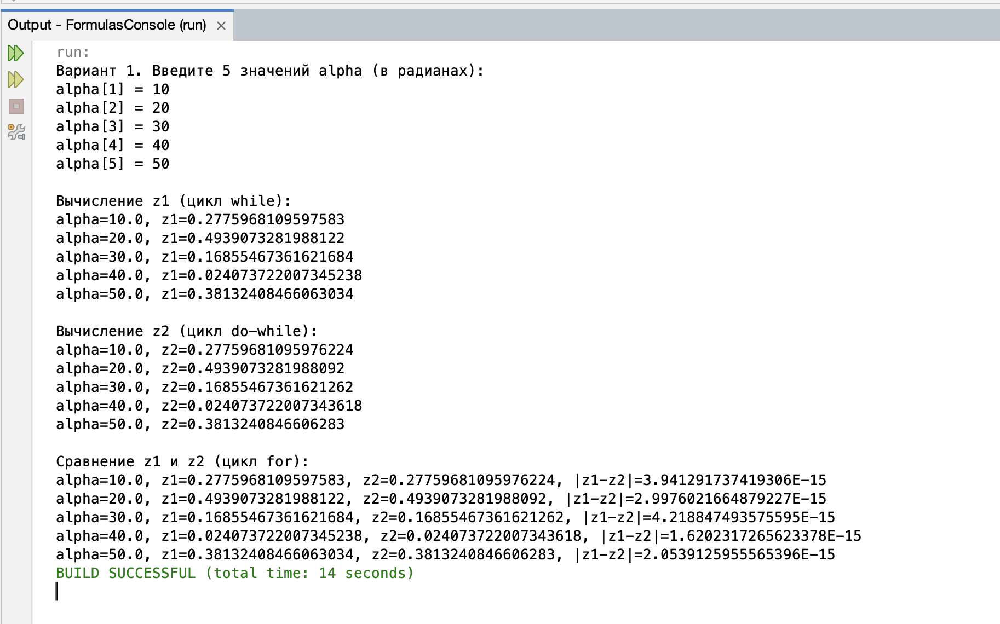 Output - FormulasConsole (run)
run:
Вариант 1. Введите 5 значений alpha (в радианах):
alpha[1] = 10
alpha[2] = 20
alpha[3] = 30
alpha[4] = 40
alpha[5] = 50
Вычисление z1 (цикл while):
alpha=10.0, z1=0.2775968109597583
alpha=20.0, z1=0.4939073281988122
alpha=30.0, z1=0.16855467361621684
alpha=40.0, z1=0.024073722007345238
alpha=50.0, z1=0.38132408466063034
Вычисление z2 (цикл do-while):
alpha=10.0, z2=0.27759681095976224
alpha=20.0, z2=0.4939073281988092
alpha=30.0, z2=0.16855467361621262
alpha=40.0, z2=0.024073722007343618
alpha=50.0, z2=0.3813240846606283
Сравнение z1 и z2 (цикл for):
alpha=10.0, z1=0.2775968109597583, z2=0.27759681095976224, |z1-z2|=3.941291737419306E-15
alpha=20.0, z1=0.4939073281988122, z2=0.4939073281988092, |z1-z2|=2.9976021664879227E-15
alpha=30.0, z1=0.16855467361621684, z2=0.16855467361621262, |z1-z2|=4.218847493575595E-15
alpha=40.0, z1=0.024073722007345238, z2=0.024073722007343618, |z1-z2|=1.6202317265623378E-15
alpha=50.0, z1=0.38132408466063034, z2=0.3813240846606283, |z1-z2|=2.0539125955565396E-15
BUILD SUCCESSFUL (total time: 14 seconds)